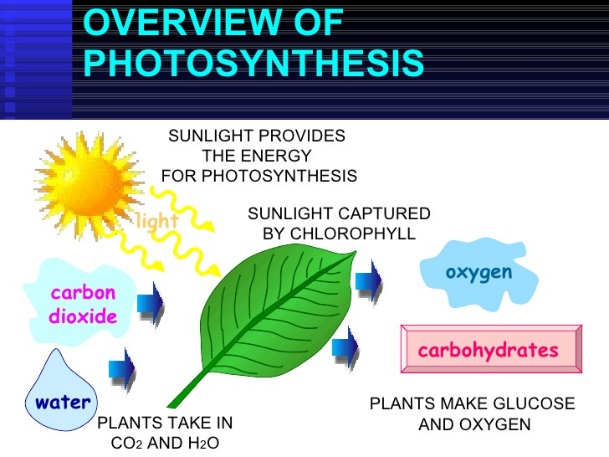 OVERVIEW OF
PHOTOSYNTHESIS
SUNLIGHT PROVIDES
THE ENERGY
FOR PHOTOSYNTHESIS
light
SUNLIGHT CAPTURED
BY CHLOROPHYLL
carbon
dioxide
oxygen
carbohydrates
water
PLANTS TAKE IN
CO2 AND H2O
PLANTS MAKE GLUCOSE
AND OXYGEN